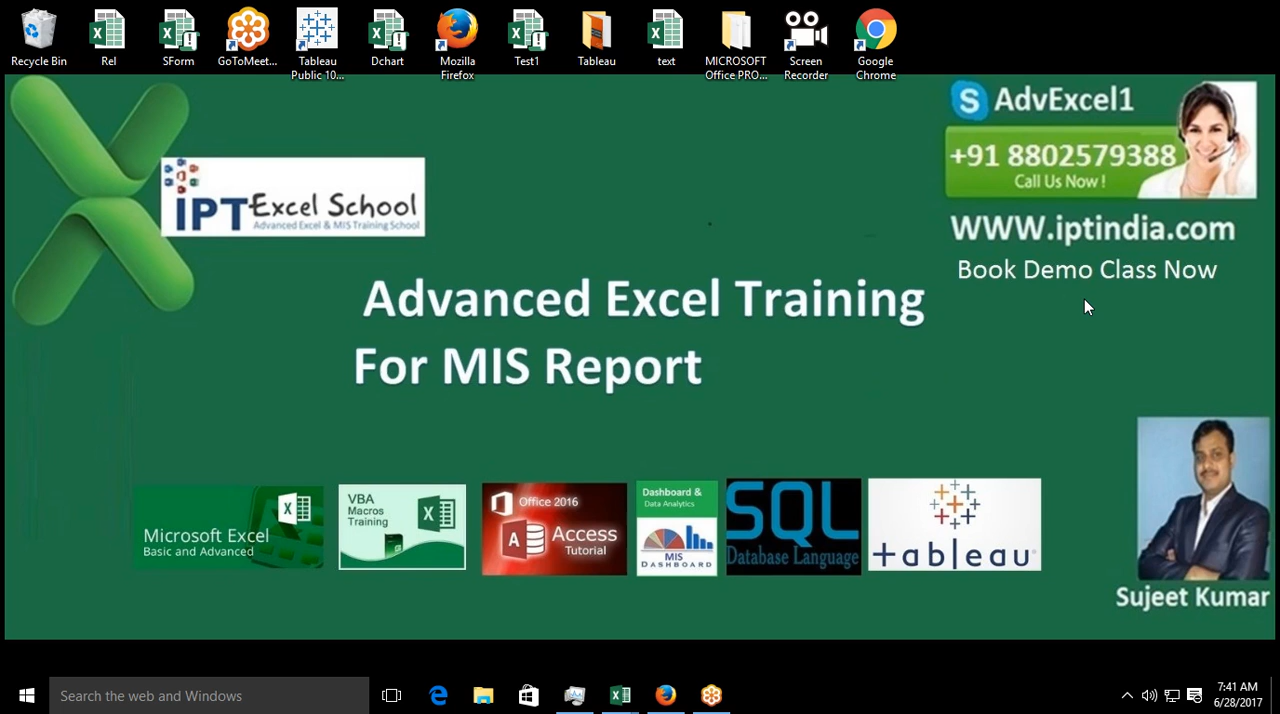 Recycle Bin
Rel
SForm
GoToMeet...
Tableau
Public 10...
Dchart
Mozilla
Firefox
Test1
Tableau
text
MICROSOFT
Office PRO...
Screen
Recorder
Google
Chrome
AdvExcel1
+91 8802579388
Call Us Now !
WWW.iptindia.com
Book Demo Class Now
IPT Excel School
Advanced Excel & MIS Training School
Advanced Excel Training
For MIS Report
Microsoft Excel
Basic and Advanced
VBA
Macros
Training
Office 2016
Access
Tutorial
Dashboard &
Data Analytics
MIS
DASHBOARD
SQL
Database Language
tableau
Sujeet Kumar
Search the web and Windows
7:41 AM
6/28/2017